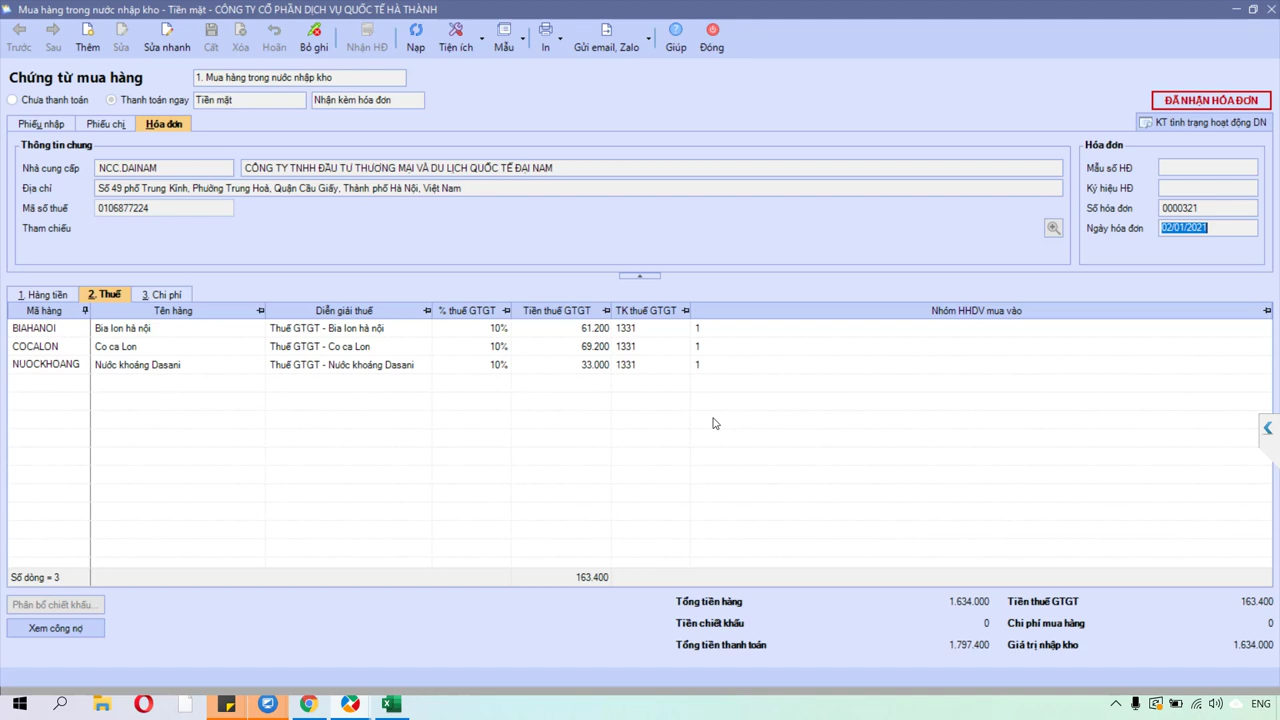 Mua hàng trong nước nhập kho - Tiền mặt - CÔNG TY CỔ PHẦN DỊCH VỤ QUỐC TẾ HÀ THÀNH
Trước Sau Thêm Sửa Sửa nhanh Cất Xóa Hoãn Bỏ ghi Nhận HĐ Nạp Tiện ích Mẫu In Gửi email, Zalo Giúp Đóng
Chứng từ mua hàng 1. Mua hàng trong nước nhập kho
Chưa thanh toán Thanh toán ngay Tiền mặt Nhận kèm hóa đơn ĐÃ NHẬN HÓA ĐƠN
Phiếu nhập Phiếu chi Hóa đơn KT tình trạng hoạt động DN
Thông tin chung Hóa đơn
Nhà cung cấp NCC.DAINAM CÔNG TY TNHH ĐẦU TƯ THƯƠNG MẠI VÀ DU LỊCH QUỐC TẾ ĐẠI NAM Mẫu số HĐ
Địa chỉ Số 49 phố Trung Kính, Phường Trung Hoà, Quận Cầu Giấy, Thành phố Hà Nội, Việt Nam Ký hiệu HĐ
Mã số thuế 0106877224 Số hóa đơn 0000321
Tham chiếu Ngày hóa đơn 02/01/2021
1. Hàng tiền 2. Thuế 3. Chi phí
Mã hàng Tên hàng Diễn giải thuế % thuế GTGT Tiền thuế GTGT TK thuế GTGT Nhóm HHDV mua vào
BIAHANOI Bia lon hà nội Thuế GTGT - Bia lon hà nội 10% 61.200 1331 1
COCALON Co ca Lon Thuế GTGT - Co ca Lon 10% 69.200 1331 1
NUOCKHOANG Nước khoáng Dasani Thuế GTGT - Nước khoáng Dasani 10% 33.000 1331 1
Số dòng = 3 163.400
Phân bổ chiết khấu... Tổng tiền hàng 1.634.000 Tiền thuế GTGT 163.400
Xem công nợ Tiền chiết khấu 0 Chi phí mua hàng 0
Tổng tiền thanh toán 1.797.400 Giá trị nhập kho 1.634.000
ENG